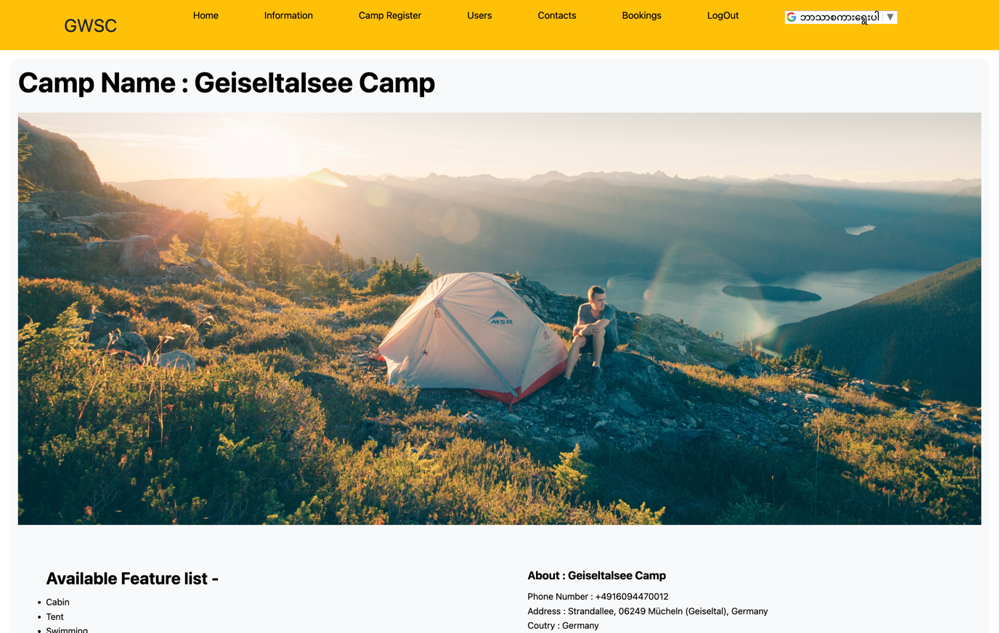 GWSC
Home
Information
Camp Register
Users
Contacts
Bookings
LogOut
ဘာသာစကားရွေးပါ ▼
Camp Name : Geiseltalsee Camp
MSR
Available Feature list -
Cabin
Tent
Swimming
About : Geiseltalsee Camp
Phone Number : +4916094470012
Address : Strandallee, 06249 Mücheln (Geiseltal), Germany
Coutry : Germany